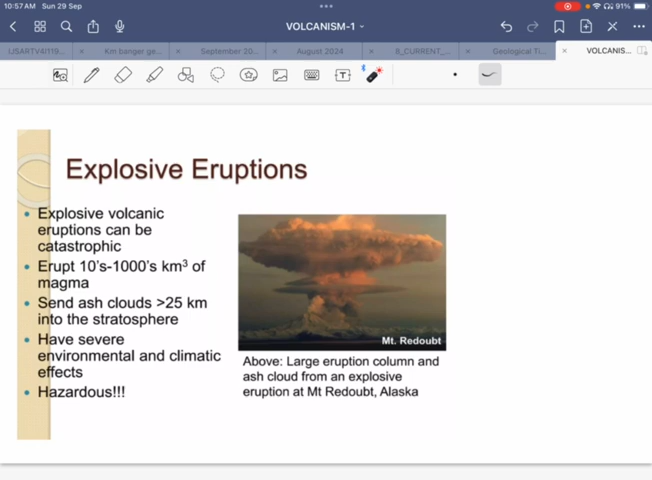 10:57AM Sun 29 Sep
91%
VOLCANISM-1
IJSARTV4I119...
Km banger ge...
September 20...
August 2024
8_CURRENT_...
Geological Ti...
VOLCANIS...
T
Explosive Eruptions
Explosive volcanic
eruptions can be
catastrophic
Erupt 10's-1000's km³ of
magma
Send ash clouds >25 km
into the stratosphere
Have severe
environmental and climatic
effects
Hazardous!!!
Mt. Redoubt
Above: Large eruption column and
ash cloud from an explosive
eruption at Mt Redoubt, Alaska